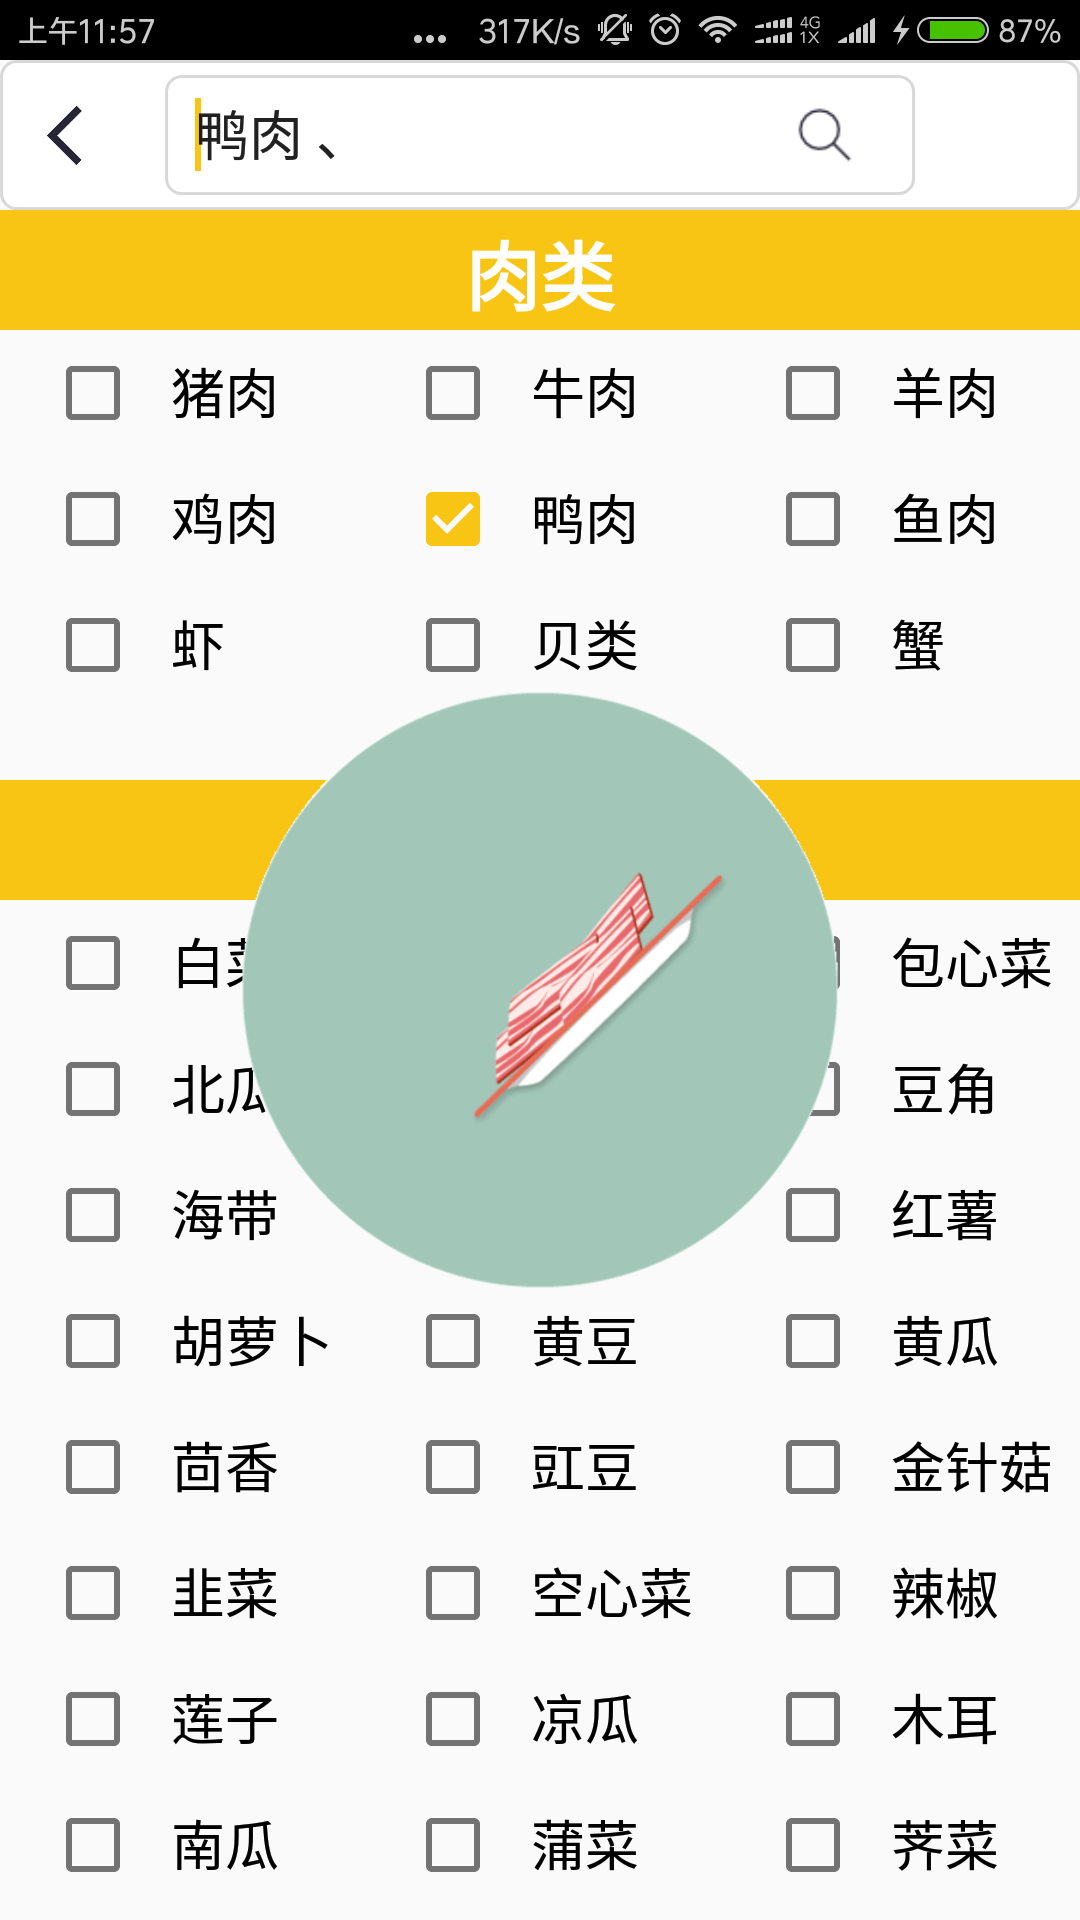 上午11:57 ... 317K/s 4G 1X 87%
鸭肉、
肉类
猪肉 牛肉 羊肉
鸡肉 鸭肉 鱼肉
虾 贝类 蟹
白 包心菜
北瓜 豆角
海带 红薯
胡萝卜 黄豆 黄瓜
茴香 豇豆 金针菇
韭菜 空心菜 辣椒
莲子 凉瓜 木耳
南瓜 蒲菜 荠菜